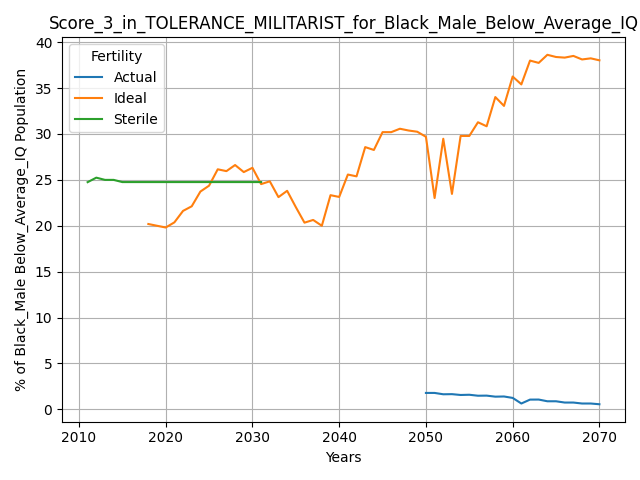 Score_3_in_TOLERANCE_MILITARIST_for_Black_Male_Below_Average_IQ
Fertility
Actual
Ideal
Sterile
% of Black_Male Below_Average_IQ Population
40
35
30
25
20
15
10
5
0
2010 2020 2030 2040 2050 2060 2070
Years